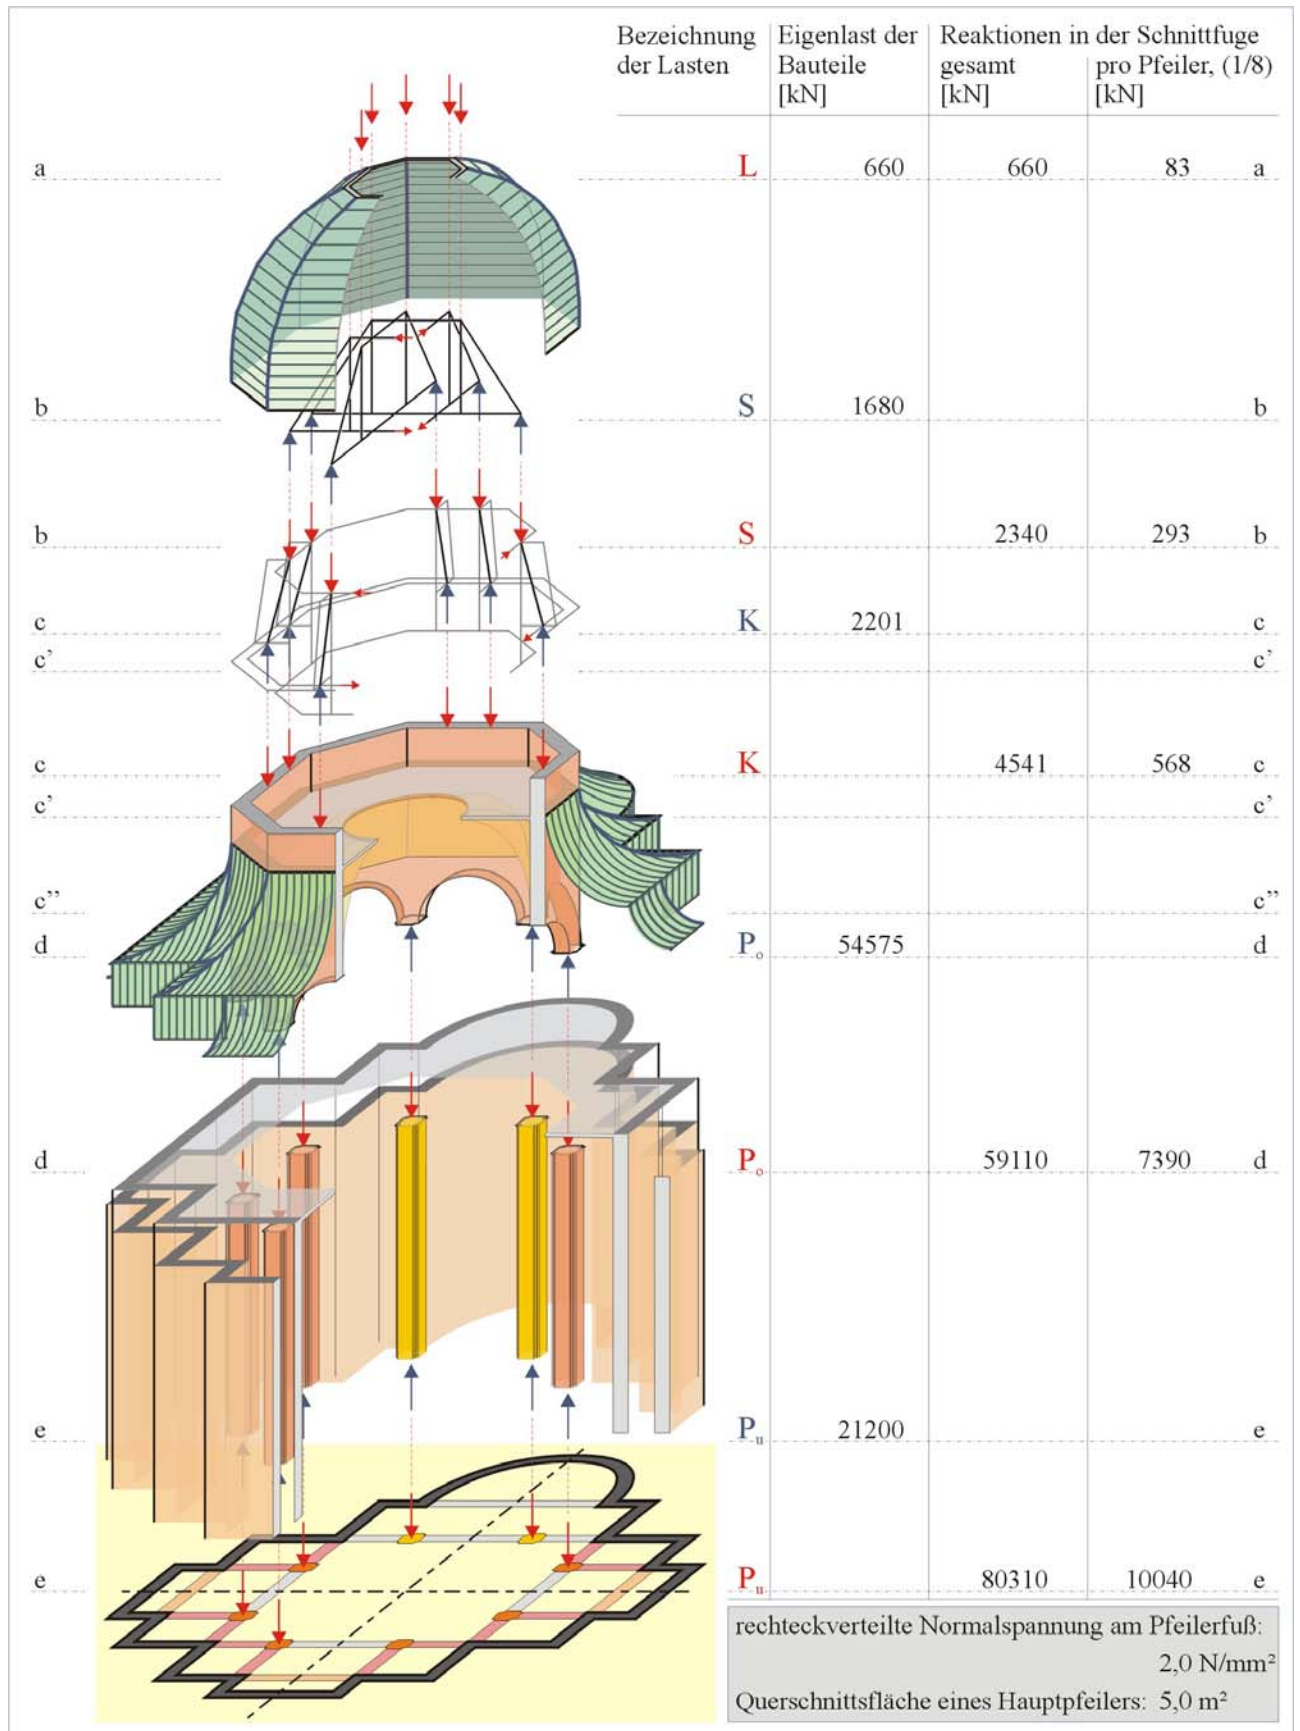 Bezeichnung Eigenlast der Reaktionen in der Schnittfuge
der Lasten Bauteile gesamt pro Pfeiler, (1/8)
[kN] [kN] [kN]
a L 660 660 83 a
b S 1680 b
b S 2340 293 b
c K 2201 c
c’ c’
c K 4541 568 c
c’ c’
c” c”
d Po 54575 d
d Po 59110 7390 d
e Pu 21200 e
e Pu 80310 10040 e
rechteckverteilte Normalspannung am Pfeilerfuß:
2,0 N/mm²
Querschnittsfläche eines Hauptpfeilers: 5,0 m²